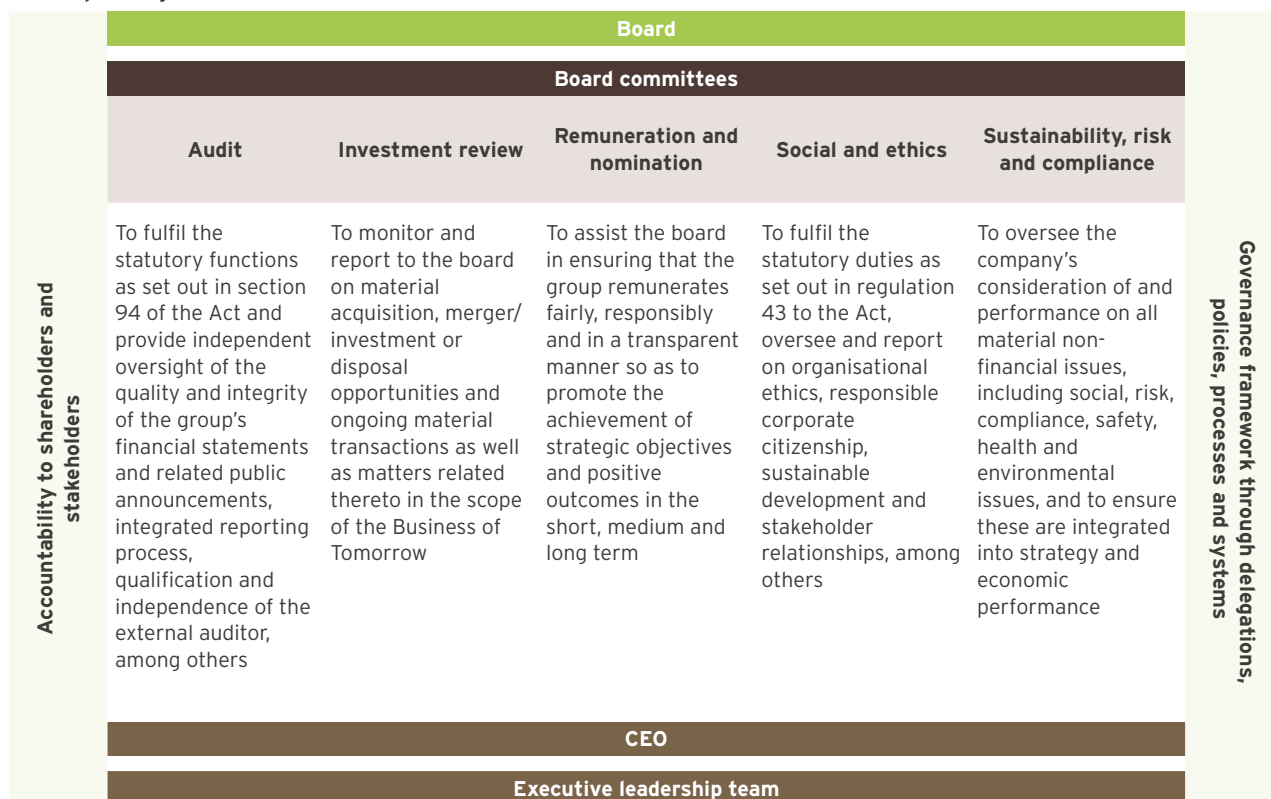 Board
Board committees
Audit
Investment review
Remuneration and
nomination
Social and ethics
Sustainability, risk
and compliance
To fulfil the
statutory functions
as set out in section
94 of the Act and
provide independent
oversight of the
quality and integrity
of the group's
financial statements
and related public
announcements,
integrated reporting
process,
qualification and
independence of the
external auditor,
among others
To monitor and
report to the board
on material
acquisition, merger/
investment or
disposal
opportunities and
ongoing material
transactions as well
as matters related
thereto in the scope
of the Business of
Tomorrow
To assist the board
in ensuring that the
group remunerates
fairly, responsibly
and in a transparent
manner so as to
promote the
achievement of
strategic objectives
and positive
outcomes in the
short, medium and
long term
To fulfil the
statutory duties as
set out in regulation
43 to the Act,
oversee and report
on organisational
ethics, responsible
corporate
citizenship,
sustainable
development and
stakeholder
relationships, among
others
To oversee the
company's
consideration of and
performance on all
material non-
financial issues,
including social, risk,
compliance, safety,
health and
environmental
issues, and to ensure
these are integrated
into strategy and
economic
performance
Accountability to shareholders and
stakeholders
Governance framework through delegations,
policies, processes and systems
CEO
Executive leadership team